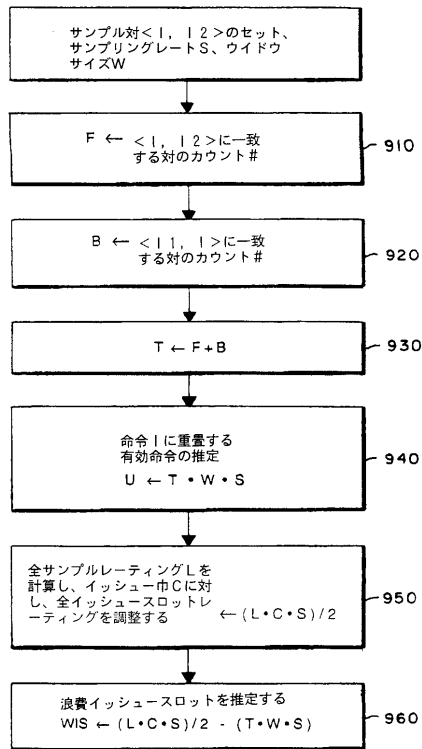 サンプル対<I, I2>のセット、
サンプリングレートS、ウイドウ
サイズW
F ← <I, I2>に一致
する対のカウント#
910
B ← <I1, I>に一致
する対のカウント#
920
T ← F+B
930
命令Iに重畳する
有効命令の推定
U ← T・W・S
940
全サンプルレーティングLを
計算し、イッシュー巾Cに対
し、全イッシュースロットレ
ーティングを調整する ← (L・C・S)/2
950
浪費イッシュースロットを推定する
WIS ← (L・C・S)/2 - (T・W・S)
960